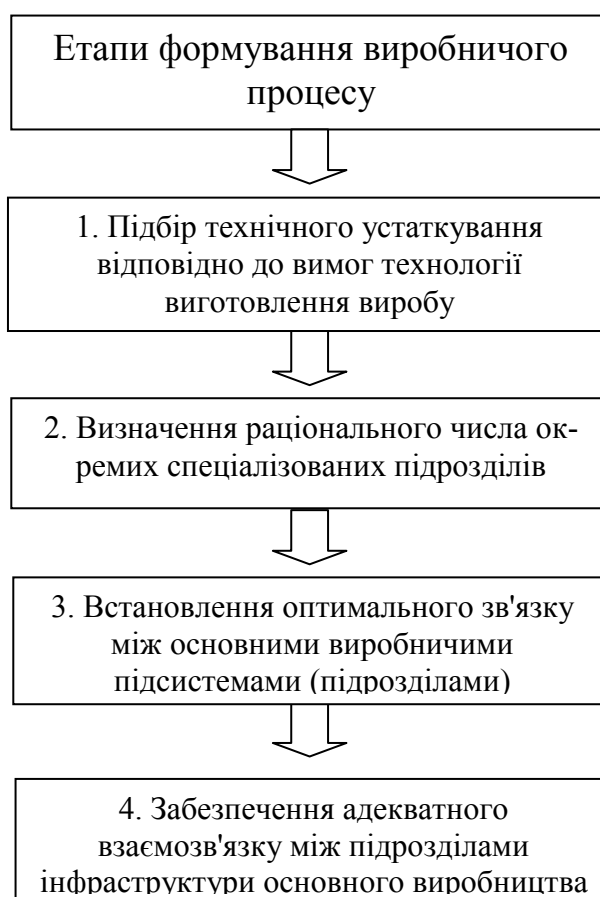 Етапи формування виробничого
процесу
1. Підбір технічного устаткування
відповідно до вимог технології
виготовлення виробу
2. Визначення раціонального числа ок-
ремих спеціалізованих підрозділів
3. Встановлення оптимального зв'язку
між основними виробничими
підсистемами (підрозділами)
4. Забезпечення адекватного
взаємозв'язку між підрозділами
інфраструктури основного виробництва